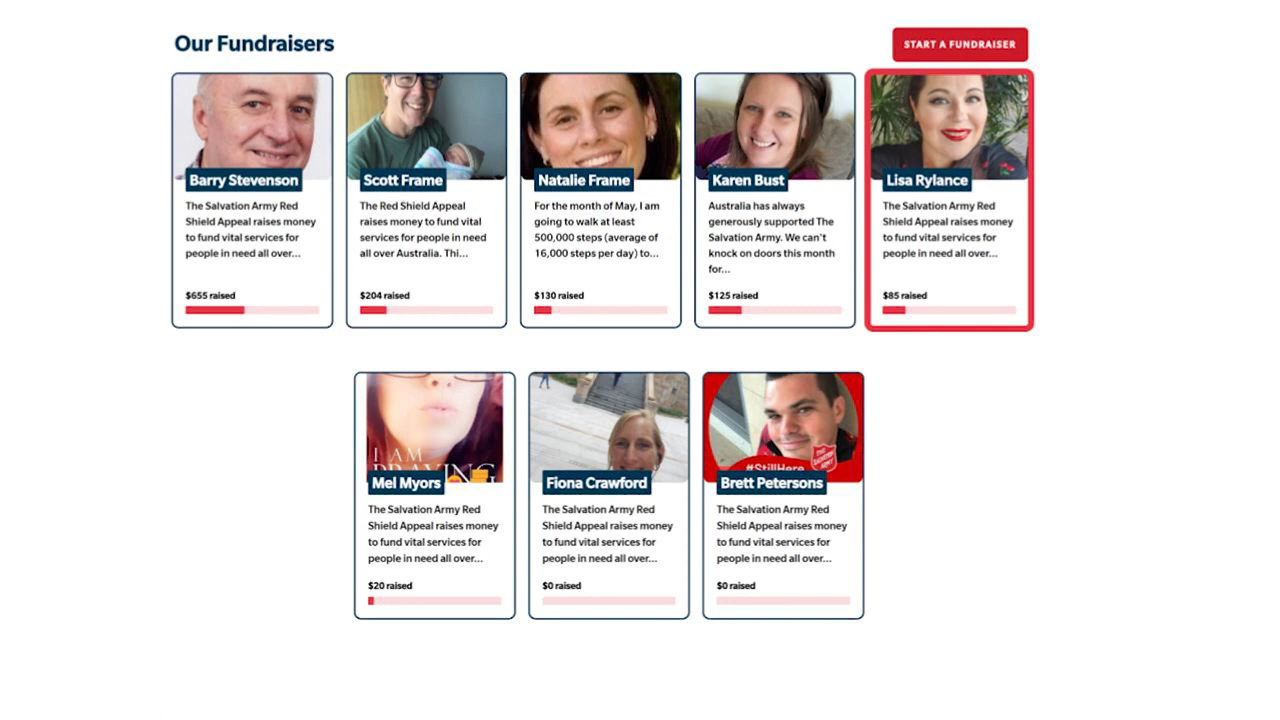 Our Fundraisers
START A FUNDRAISER
Barry Stevenson
The Salvation Army Red
Shield Appeal raises money
to fund vital services for
people in need all over...
$655 raised
Scott Frame
The Red Shield Appeal
raises money to fund vital
services for people in need
all over Australia. Thi...
$204 raised
Natalie Frame
For the month of May, I am
going to walk at least
500,000 steps (average of
16,000 steps per day) to...
$130 raised
Karen Bust
Australia has always
generously supported The
Salvation Army. We can't
knock on doors this month
for...
$125 raised
Lisa Rylance
The Salvation Army Red
Shield Appeal raises money
to fund vital services for
people in need all over...
$85 raised
I AM
PRAYING
Mel Myors
The Salvation Army Red
Shield Appeal raises money
to fund vital services for
people in need all over...
$20 raised
Fiona Crawford
The Salvation Army Red
Shield Appeal raises money
to fund vital services for
people in need all over...
$0 raised
THE
SALVATION
ARMY
#StillHere
Brett Petersons
The Salvation Army Red
Shield Appeal raises money
to fund vital services for
people in need all over...
$0 raised